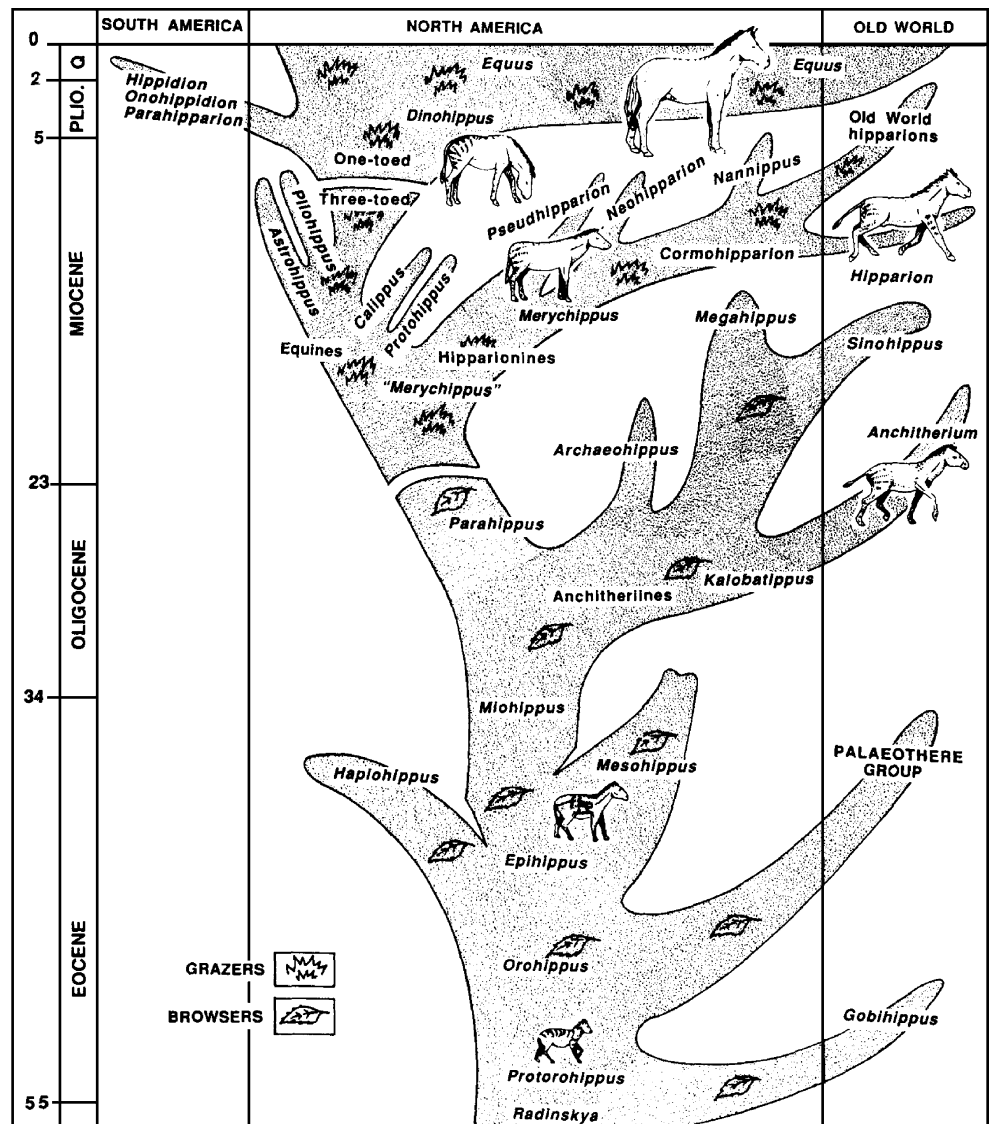 SOUTH AMERICA
NORTH AMERICA
OLD WORLD
0
Q
2
PLIO.
5
MIOCENE
23
OLIGOCENE
34
EOCENE
55
Hippidion
Onohippidion
Parahipparion
Equus
Equus
Dinohippus
Old World
hipparions
One-toed
Three-toed
Pliohippus
Astrohippus
Pseudhipparion
Neohipparion
Nannippus
Calippus
Protohippus
Cormohipparion
Hipparion
Merychippus
Megahippus
Sinohippus
Equines
Hipparionines
"Merychippus"
Archaeohippus
Anchitherium
Parahippus
Kalobatippus
Anchitheriines
Miohippus
Mesohippus
Haplohippus
PALAEOTHERE
GROUP
Epihippus
Orohippus
GRAZERS
BROWSERS
Gobihippus
Protorohippus
Radinskya